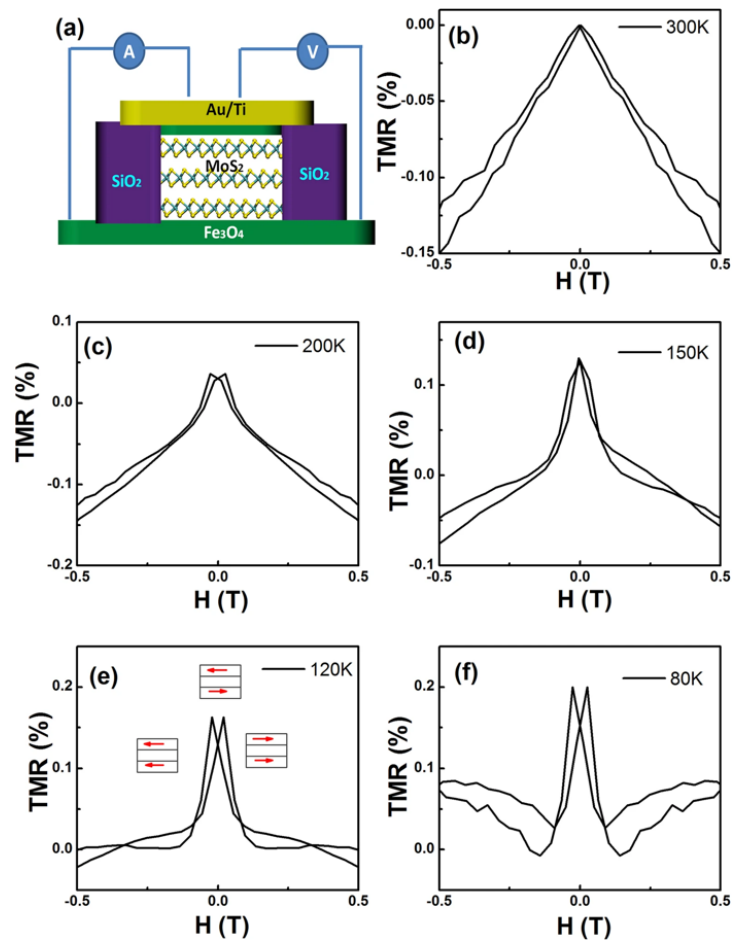 (a)
A
V
Au/Ti
MoS₂
SiO₂
SiO₂
Fe₃O₄
(b)
300K
TMR (%)
0.00
-0.05
-0.10
-0.15
-0.5 0.0 0.5
H (T)
(c)
200K
TMR (%)
0.1
0.0
-0.1
-0.2
-0.5 0.0 0.5
H (T)
(d)
150K
TMR (%)
0.1
0.0
-0.1
-0.5 0.0 0.5
H (T)
(e)
120K
TMR (%)
0.2
0.1
0.0
-0.5 0.0 0.5
H (T)
(f)
80K
TMR (%)
0.2
0.1
0.0
-0.5 0.0 0.5
H (T)